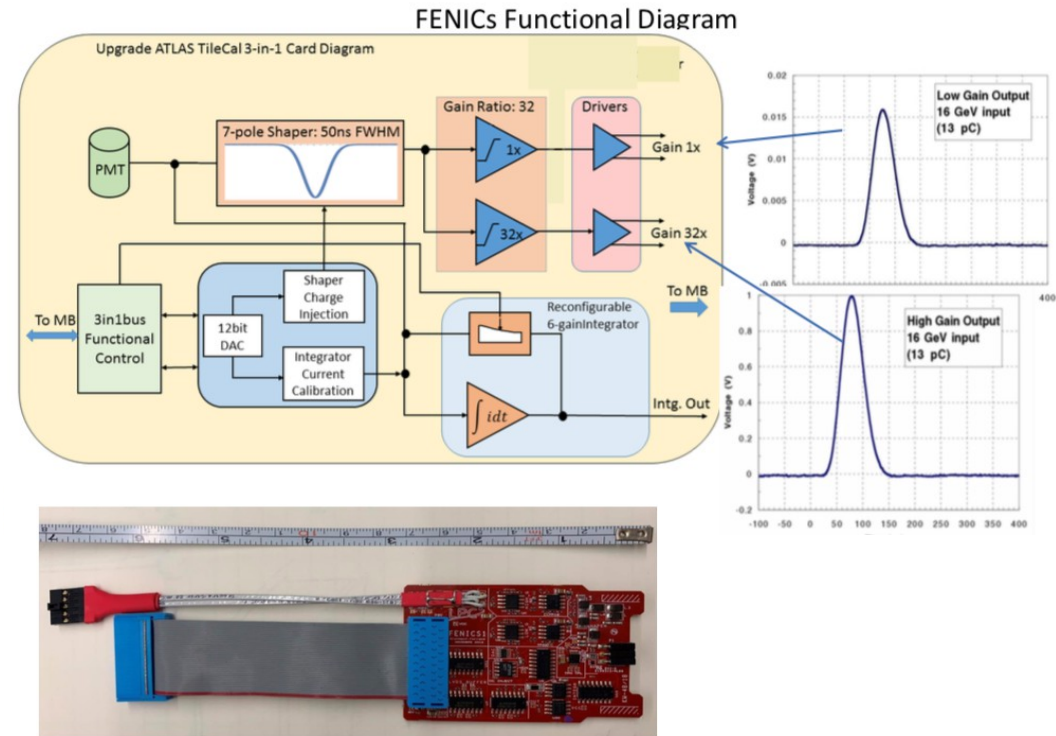 FENICs Functional Diagram
Upgrade ATLAS TileCal 3-in-1 Card Diagram
r
PMT
7-pole Shaper: 50ns FWHM
Gain Ratio: 32
1x
32x
Drivers
Gain 1x
Gain 32x
To MB
3in1bus
Functional
Control
12bit
DAC
Shaper
Charge
Injection
Integrator
Current
Calibration
Reconfigurable
6-gainIntegrator
∫ idt
To MB
Intg. Out
Low Gain Output
16 GeV input
(13 pC)
Voltage (V)
0.02
0.015
0.01
0.005
0
-0.005
400
High Gain Output
16 GeV input
(13 pC)
Voltage (V)
1
0.8
0.6
0.4
0.2
0
-0.2
-100 -50 0 50 100 150 200 250 300 350 400
7 4 3 2 1
FENICS1